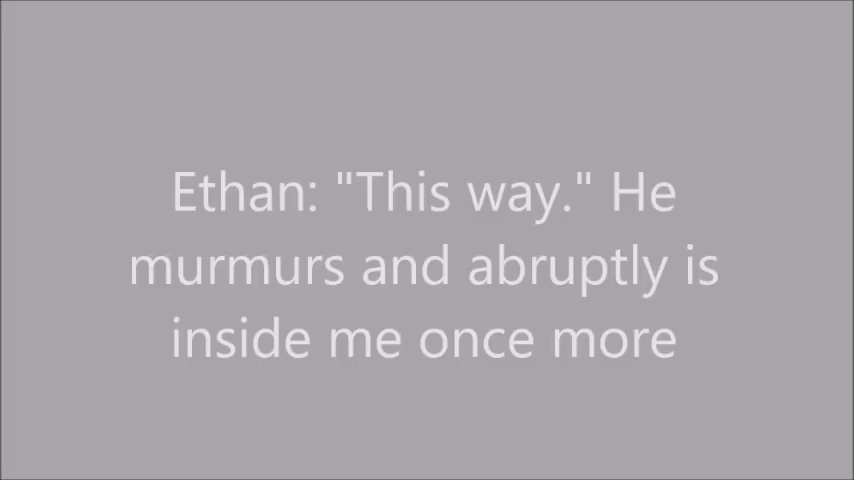 Ethan: "This way." He
murmurs and abruptly is
inside me once more